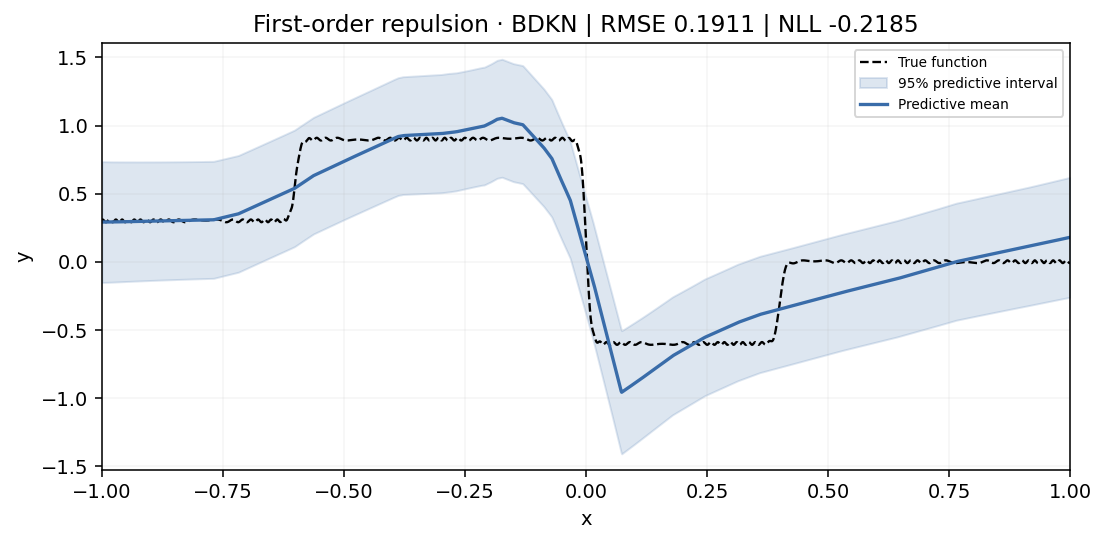 First-order repulsion · BDKN | RMSE 0.1911 | NLL -0.2185
True function
95% predictive interval
Predictive mean
y
1.5
1.0
0.5
0.0
−0.5
−1.0
−1.5
−1.00 −0.75 −0.50 −0.25 0.00 0.25 0.50 0.75 1.00
x